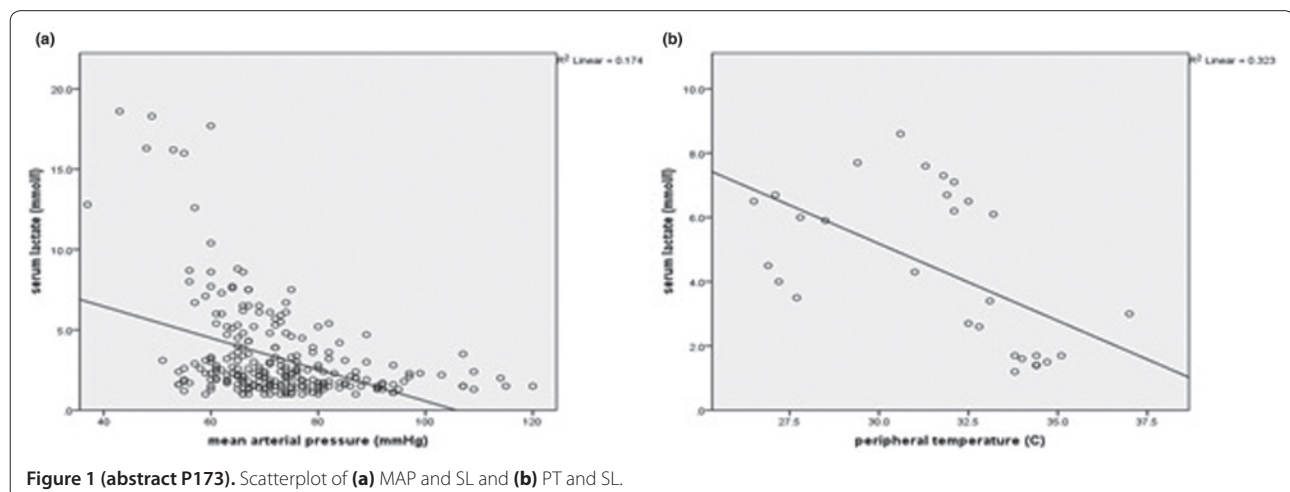 (a)
R² Linear = 0.174
20.0
15.0
10.0
5.0
.0
serum lactate (mmol/l)
40 60 80 100 120
mean arterial pressure (mmHg)
(b)
R² Linear = 0.323
10.0
8.0
6.0
4.0
2.0
.0
serum lactate (mmol/l)
27.5 30.0 32.5 35.0 37.5
peripheral temperature (C)
Figure 1 (abstract P173). Scatterplot of (a) MAP and SL and (b) PT and SL.